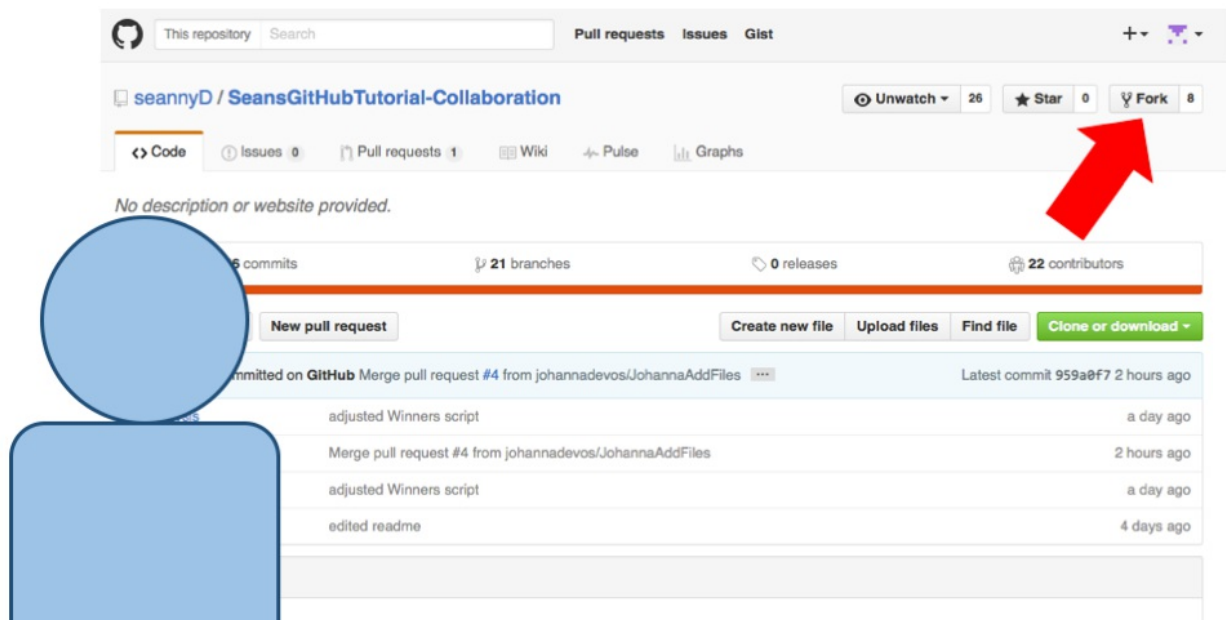 This repository Search Pull requests Issues Gist
seannyD / SeansGitHubTutorial-Collaboration Unwatch 26 Star 0 Fork 8
Code Issues 0 Pull requests 1 Wiki Pulse Graphs
No description or website provided.
commits 21 branches 0 releases 22 contributors
New pull request Create new file Upload files Find file Clone or download
on GitHub Merge pull request #4 from johannadevos/JohannaAddFiles ... Latest commit 959a0f7 2 hours ago
adjusted Winners script a day ago
Merge pull request #4 from johannadevos/JohannaAddFiles 2 hours ago
adjusted Winners script a day ago
edited readme 4 days ago